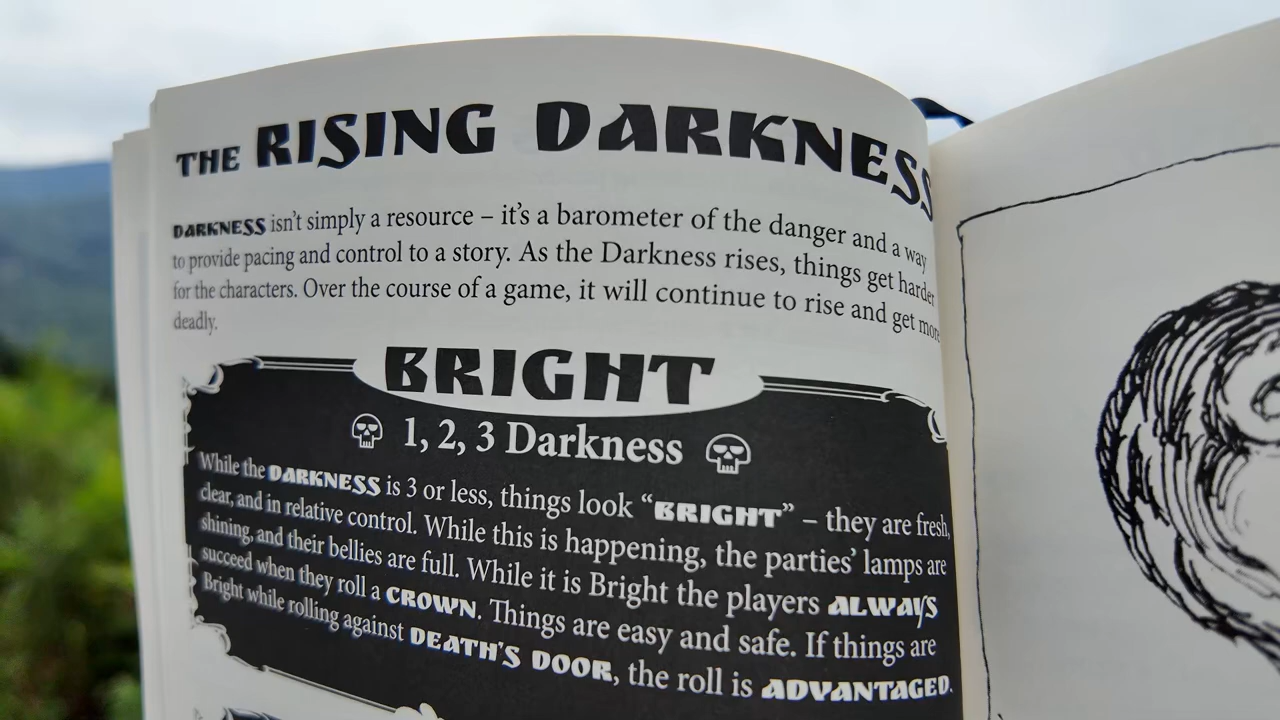 THE RISING DARKNESS
DARKNESS isn't simply a resource – it's a barometer of the danger and a way
to provide pacing and control to a story. As the Darkness rises, things get harder
for the characters. Over the course of a game, it will continue to rise and get more
deadly.
BRIGHT
1, 2, 3 Darkness
While the DARKNESS is 3 or less, things look “BRIGHT” – they are fresh,
clear, and in relative control. While this is happening, the parties’ lamps are
shining, and their bellies are full. While it is Bright the players ALWAYS
succeed when they roll a CROWN. Things are easy and safe. If things are
Bright while rolling against DEATH'S DOOR, the roll is ADVANTAGED.